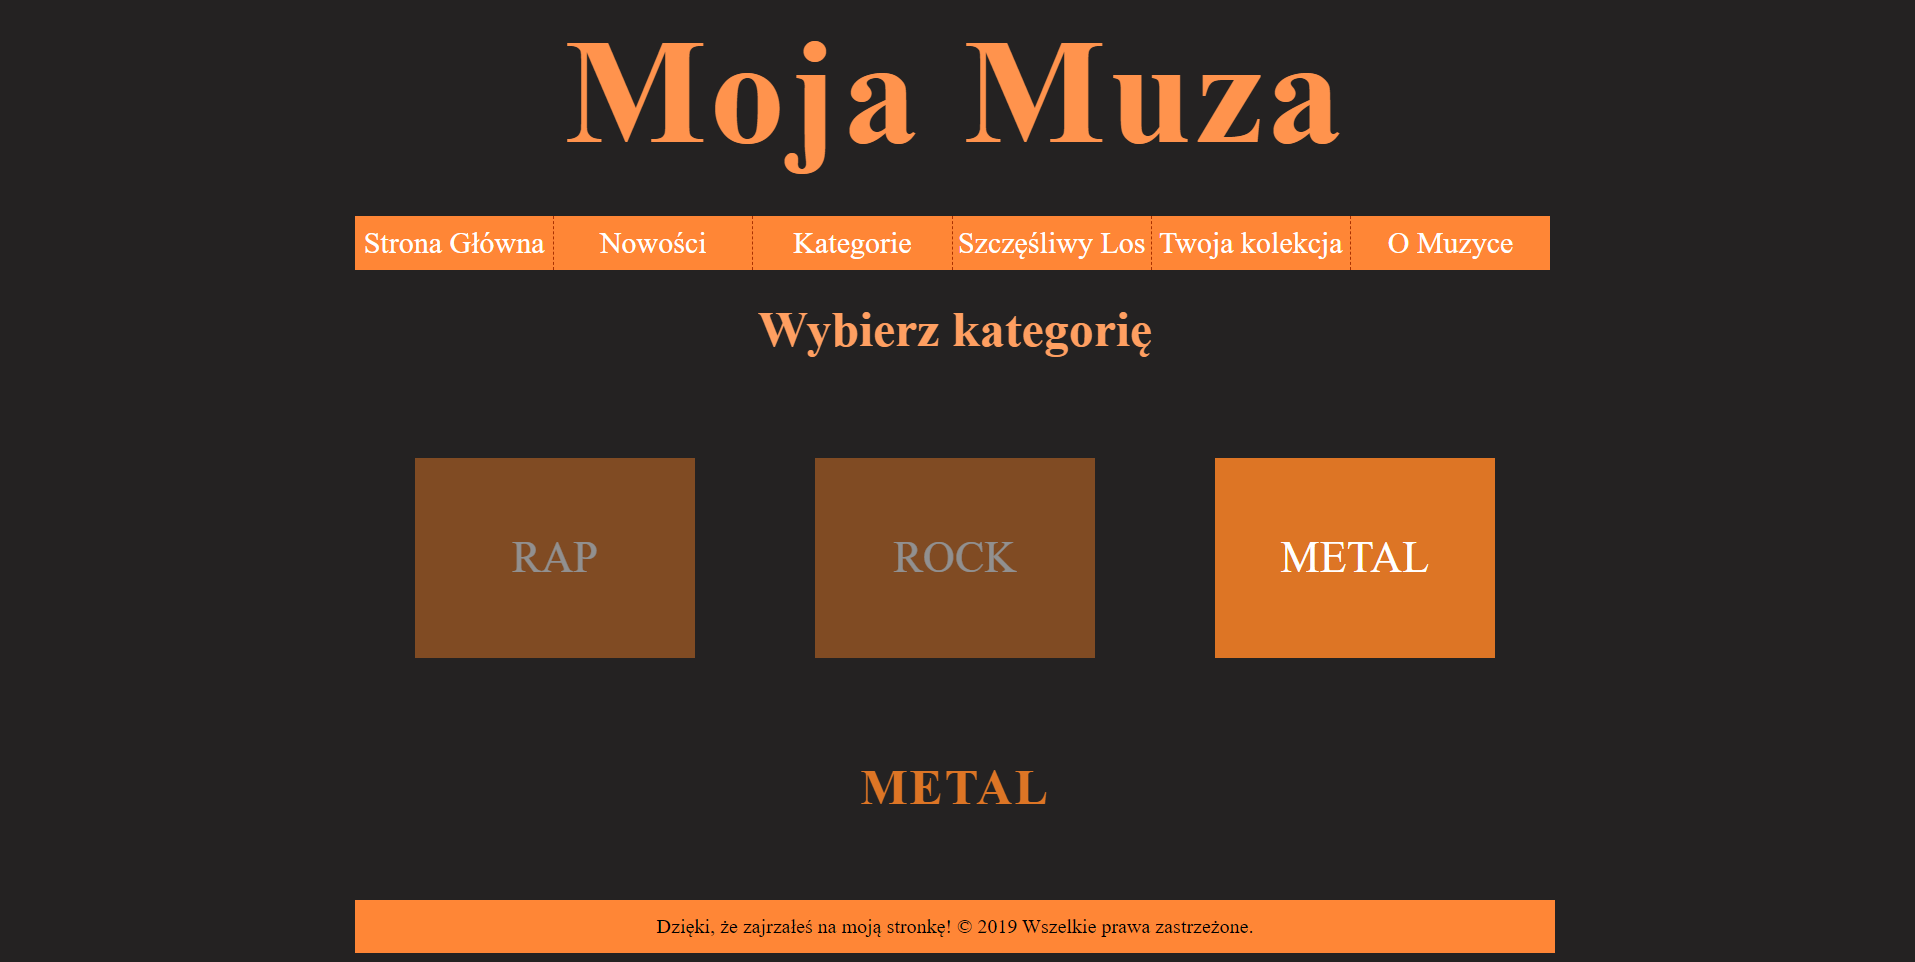 Moja Muza
Strona Główna Nowości Kategorie Szczęśliwy Los Twoja kolekcja O Muzyce
Wybierz kategorię
RAP ROCK METAL
METAL
Dzięki, że zajrzałeś na moją stronkę! © 2019 Wszelkie prawa zastrzeżone.